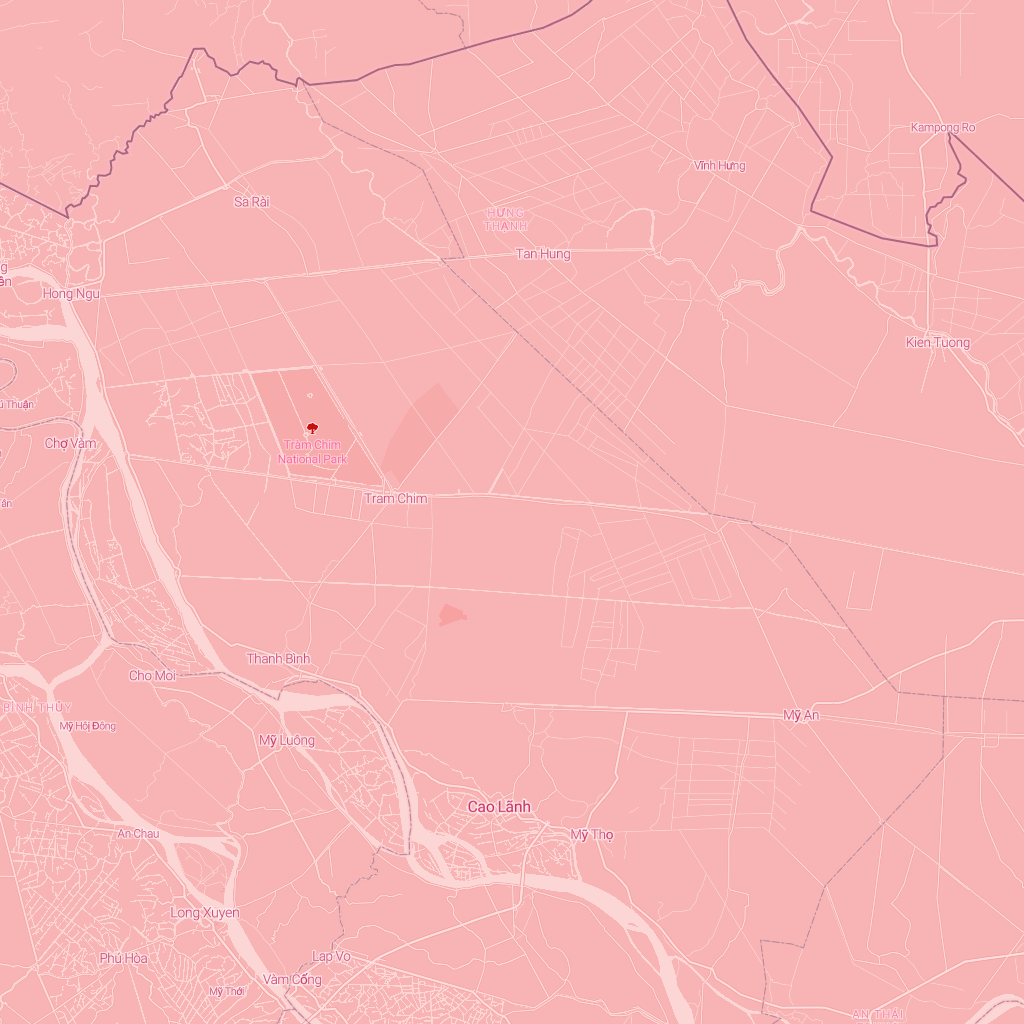 Kampong Ro
Vĩnh Hưng
Sa Rài
HƯNG
THẠNH
Tan Hung
Hong Ngu
Kien Tuong
Chợ Vàm
Tràm Chim
National Park
Tram Chim
Thanh Bình
Cho Moi
BÌNH THỦY
Mỹ Hội Đông
Mỹ An
Mỹ Luông
Cao Lãnh
An Chau
Mỹ Thọ
Long Xuyen
Lap Vo
Phú Hòa
Vàm Cống
Mỹ Thới
AN THÁI